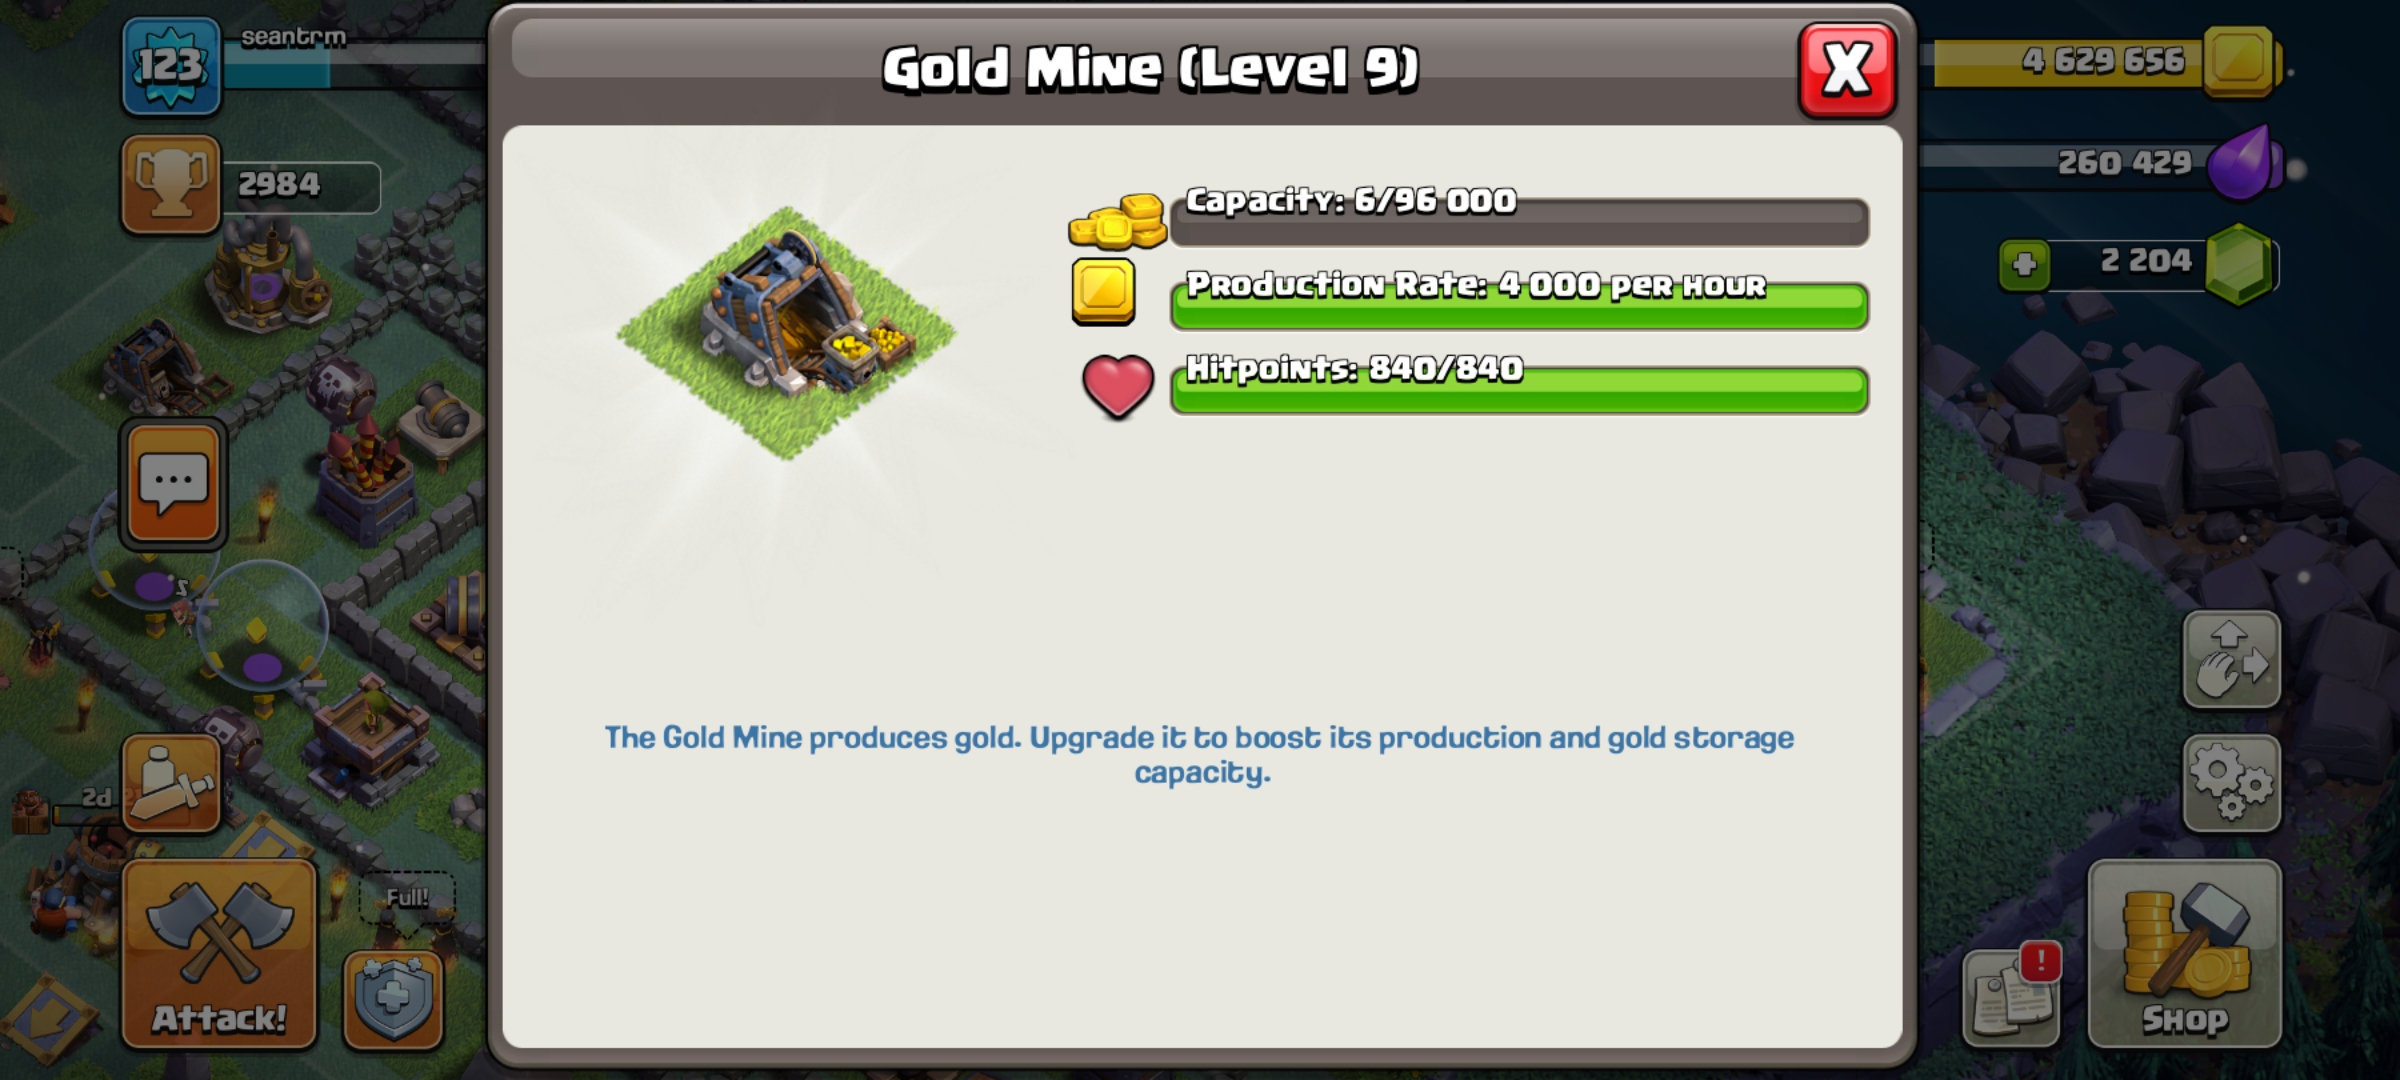 123
seantrm
2984
Gold Mine (Level 9)
X
4 629 656
260 429
2 204
Capacity: 6/96 000
Production Rate: 4 000 per hour
Hitpoints: 840/840
The Gold Mine produces gold. Upgrade it to boost its production and gold storage
capacity.
2d
Full!
Attack!
!
Shop